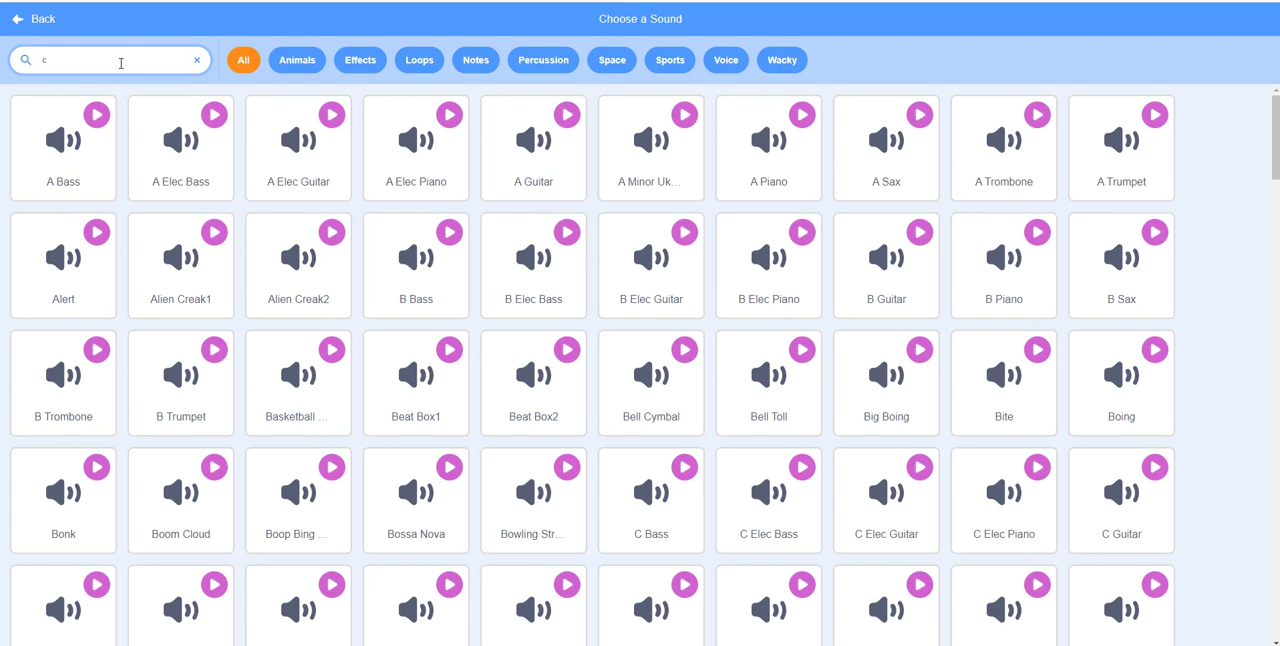 Back
Choose a Sound
c
All
Animals
Effects
Loops
Notes
Percussion
Space
Sports
Voice
Wacky
A Bass
A Elec Bass
A Elec Guitar
A Elec Piano
A Guitar
A Minor Uk...
A Piano
A Sax
A Trombone
A Trumpet
Alert
Alien Creak1
Alien Creak2
B Bass
B Elec Bass
B Elec Guitar
B Elec Piano
B Guitar
B Piano
B Sax
B Trombone
B Trumpet
Basketball ...
Beat Box1
Beat Box2
Bell Cymbal
Bell Toll
Big Boing
Bite
Boing
Bonk
Boom Cloud
Boop Bing ...
Bossa Nova
Bowling Str...
C Bass
C Elec Bass
C Elec Guitar
C Elec Piano
C Guitar